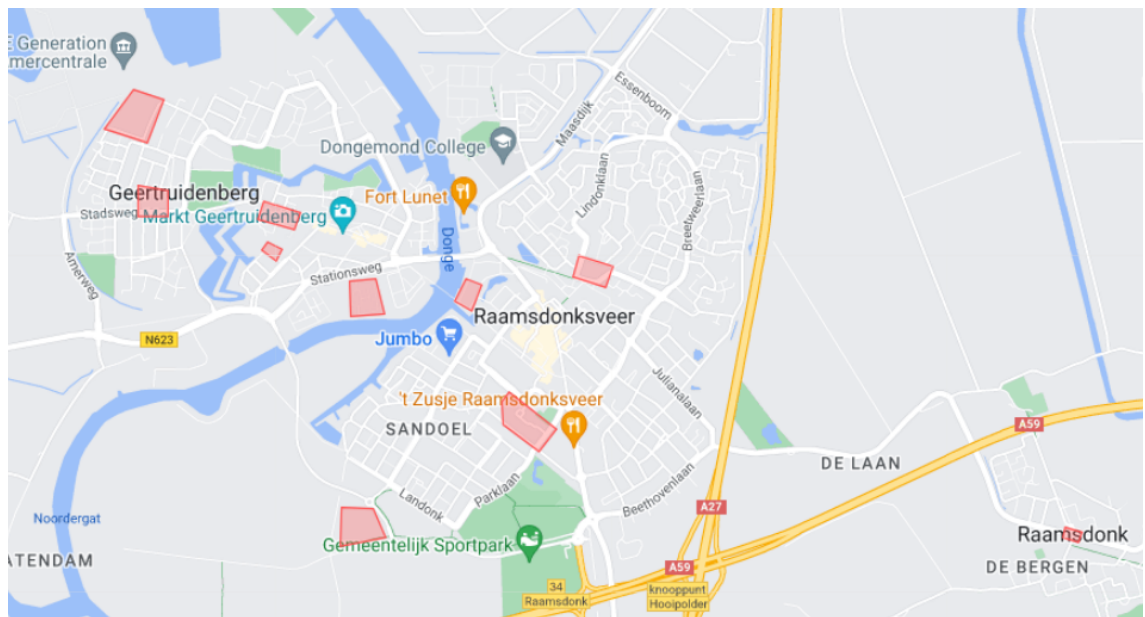 E Generation
mercentrale
Essenboom
Maasdijk
Dongemond College
Geertruidenberg
Fort Lunet
Lindonklaan
Stadsweg
Markt Geertruidenberg
Breetweerlaan
Donge
Stationsweg
Amerweg
Raamsdonksveer
N623
Jumbo
Julianalaan
't Zusje Raamsdonksveer
SANDOEL
A59
DE LAAN
Parklaan
Landonk
Beethovenlaan
A27
Noordergat
Gemeentelijk Sportpark
Raamsdonk
ATENDAM
A59
DE BERGEN
34
Raamsdonk
knooppunt
Hooipolder